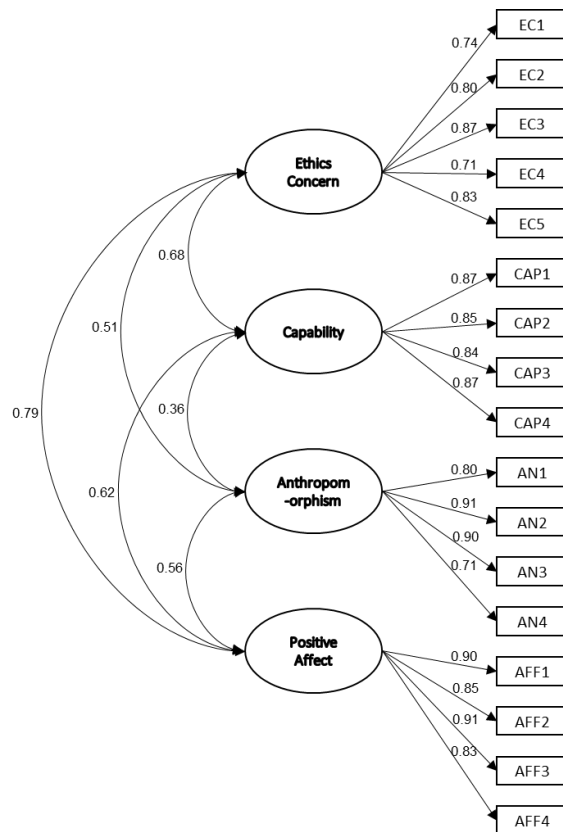 EC1
0.74
EC2
0.80
EC3
0.87
Ethics
Concern
0.71
EC4
0.83
EC5
0.68
CAP1
0.87
CAP2
0.85
0.51
Capability
0.84
CAP3
0.79
0.36
0.87
CAP4
0.62
AN1
0.80
Anthropom
-orphism
0.91
AN2
0.90
AN3
0.56
0.71
AN4
Positive
Affect
0.90
AFF1
0.85
AFF2
0.91
AFF3
0.83
AFF4